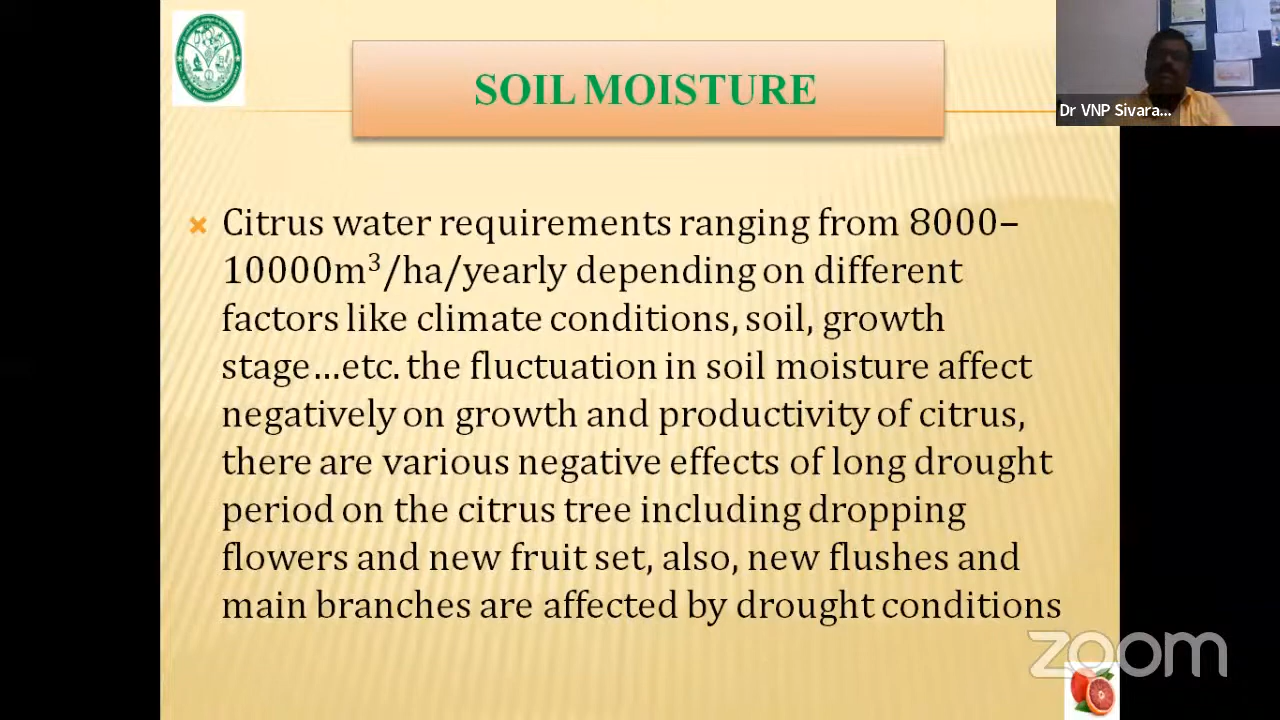 SOIL MOISTURE
Dr VNP Sivara...
Citrus water requirements ranging from 8000–
10000m³/ha/yearly depending on different
factors like climate conditions, soil, growth
stage…etc. the fluctuation in soil moisture affect
negatively on growth and productivity of citrus,
there are various negative effects of long drought
period on the citrus tree including dropping
flowers and new fruit set, also, new flushes and
main branches are affected by drought conditions
zoom